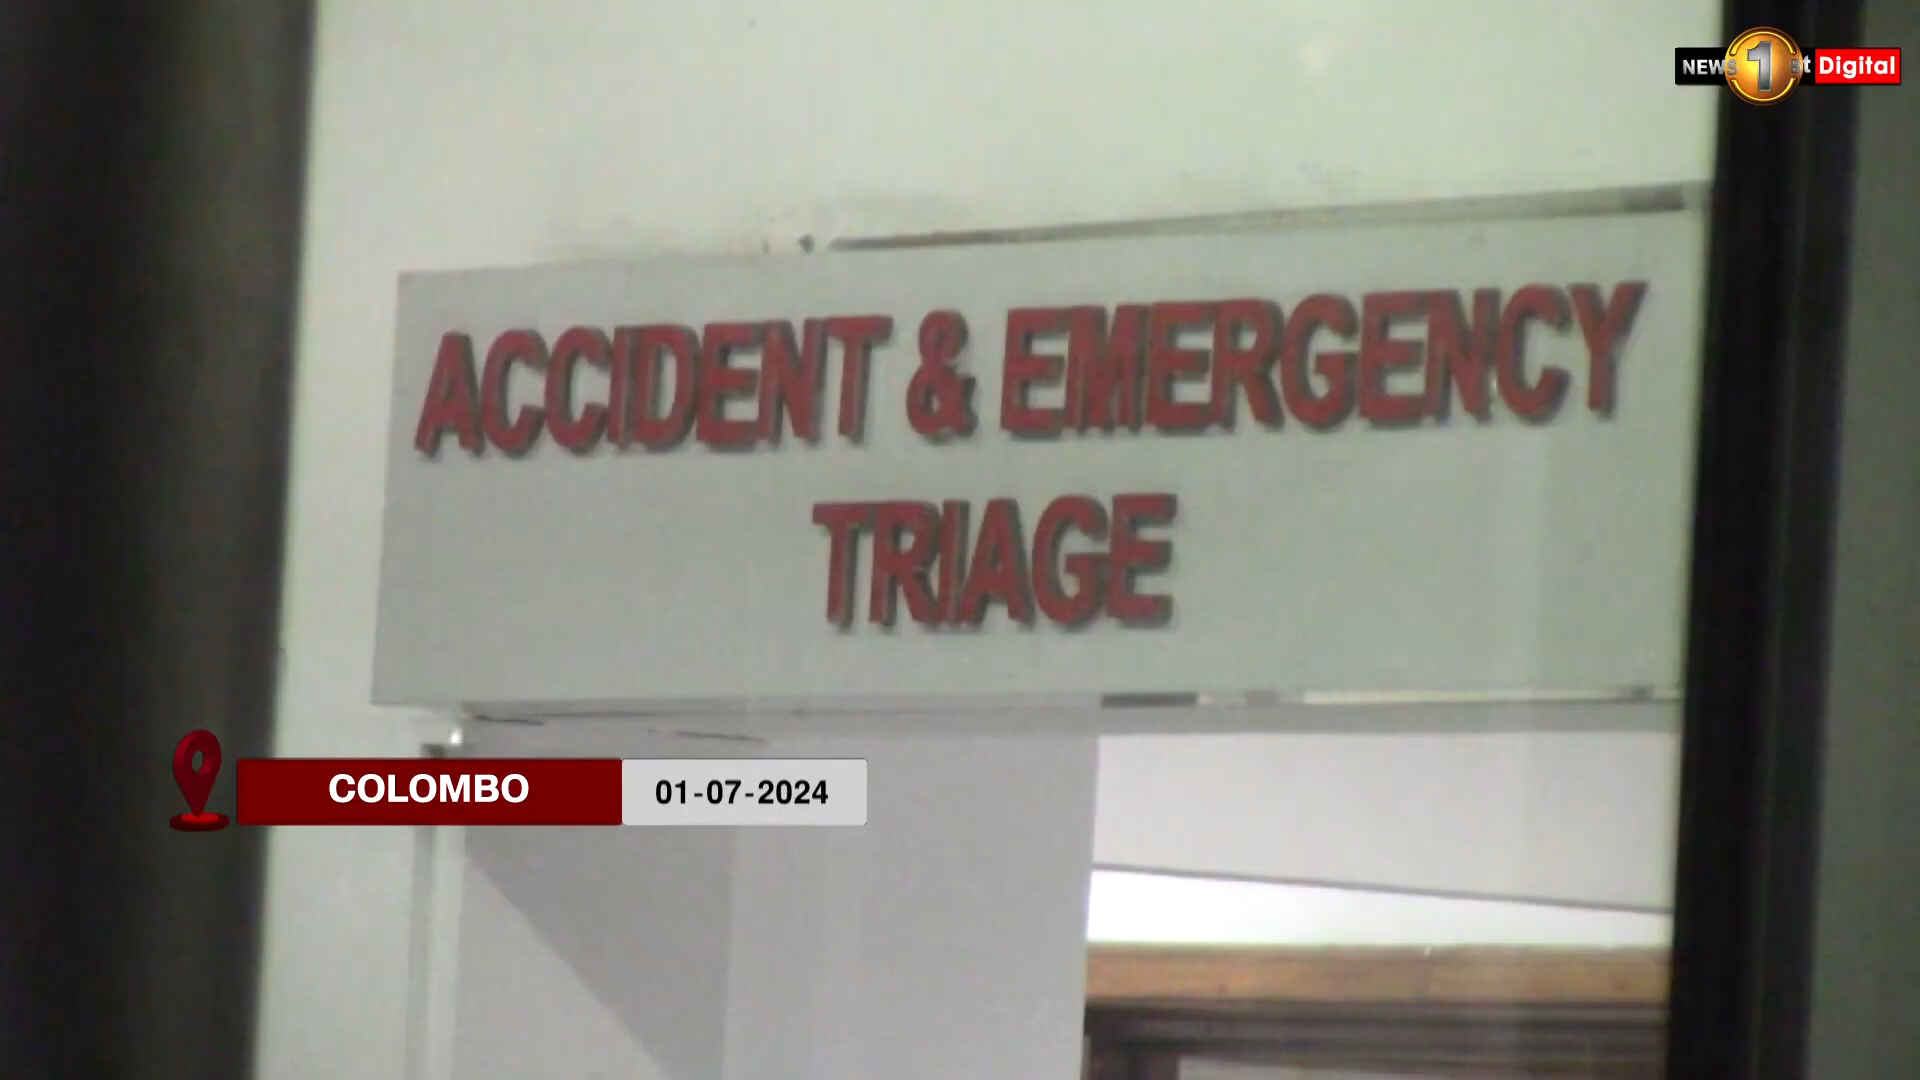 NEWS 1st Digital
ACCIDENT & EMERGENCY
TRIAGE
COLOMBO 01-07-2024